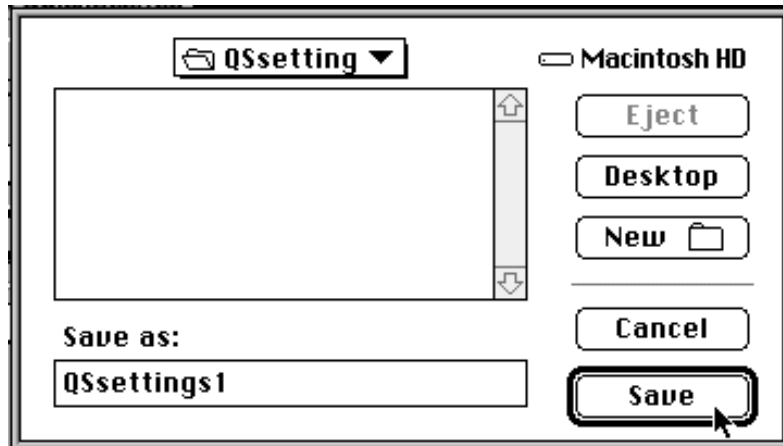 QSsetting
Macintosh HD
Eject
Desktop
New
Save as:
Cancel
QSsettings1
Save